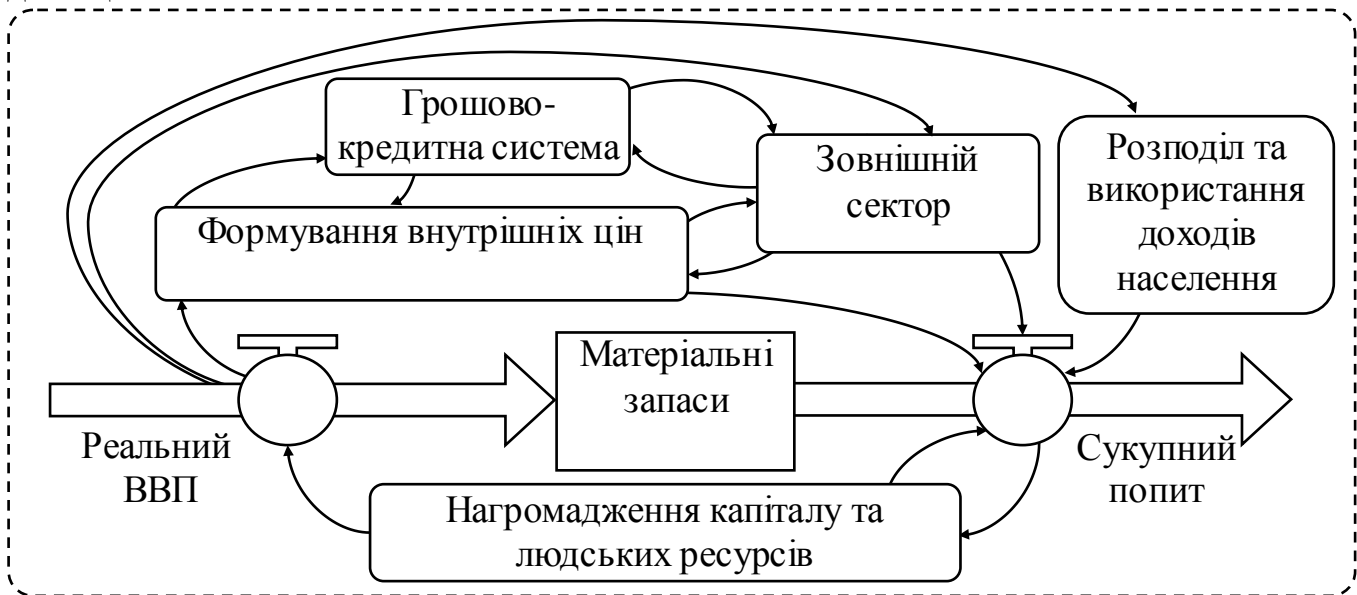 Грошово-
кредитна система
Зовнішній
сектор
Розподіл та
використання
доходів
населення
Формування внутрішніх цін
Матеріальні
запаси
Реальний
ВВП
Сукупний
попит
Нагромадження капіталу та
людських ресурсів